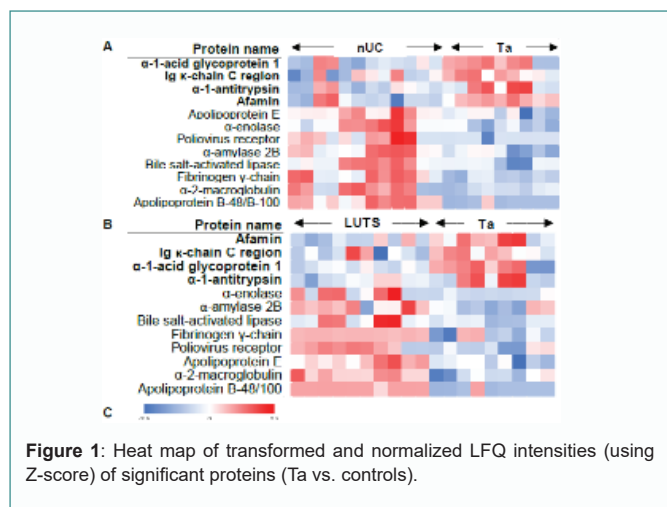 A Protein name nUC Ta
α-1-acid glycoprotein 1
Ig κ-chain C region
α-1-antitrypsin
Afamin
Apolipoprotein E
α-enolase
Poliovirus receptor
α-amylase 2B
Bile salt-activated lipase
Fibrinogen γ-chain
α-2-macroglobulin
Apolipoprotein B-48/B-100
B Protein name LUTS Ta
Afamin
Ig κ-chain C region
α-1-acid glycoprotein 1
α-1-antitrypsin
α-enolase
α-amylase 2B
Bile salt-activated lipase
Fibrinogen γ-chain
Poliovirus receptor
Apolipoprotein E
α-2-macroglobulin
Apolipoprotein B-48/100
C
Figure 1: Heat map of transformed and normalized LFQ intensities (using
Z-score) of significant proteins (Ta vs. controls).